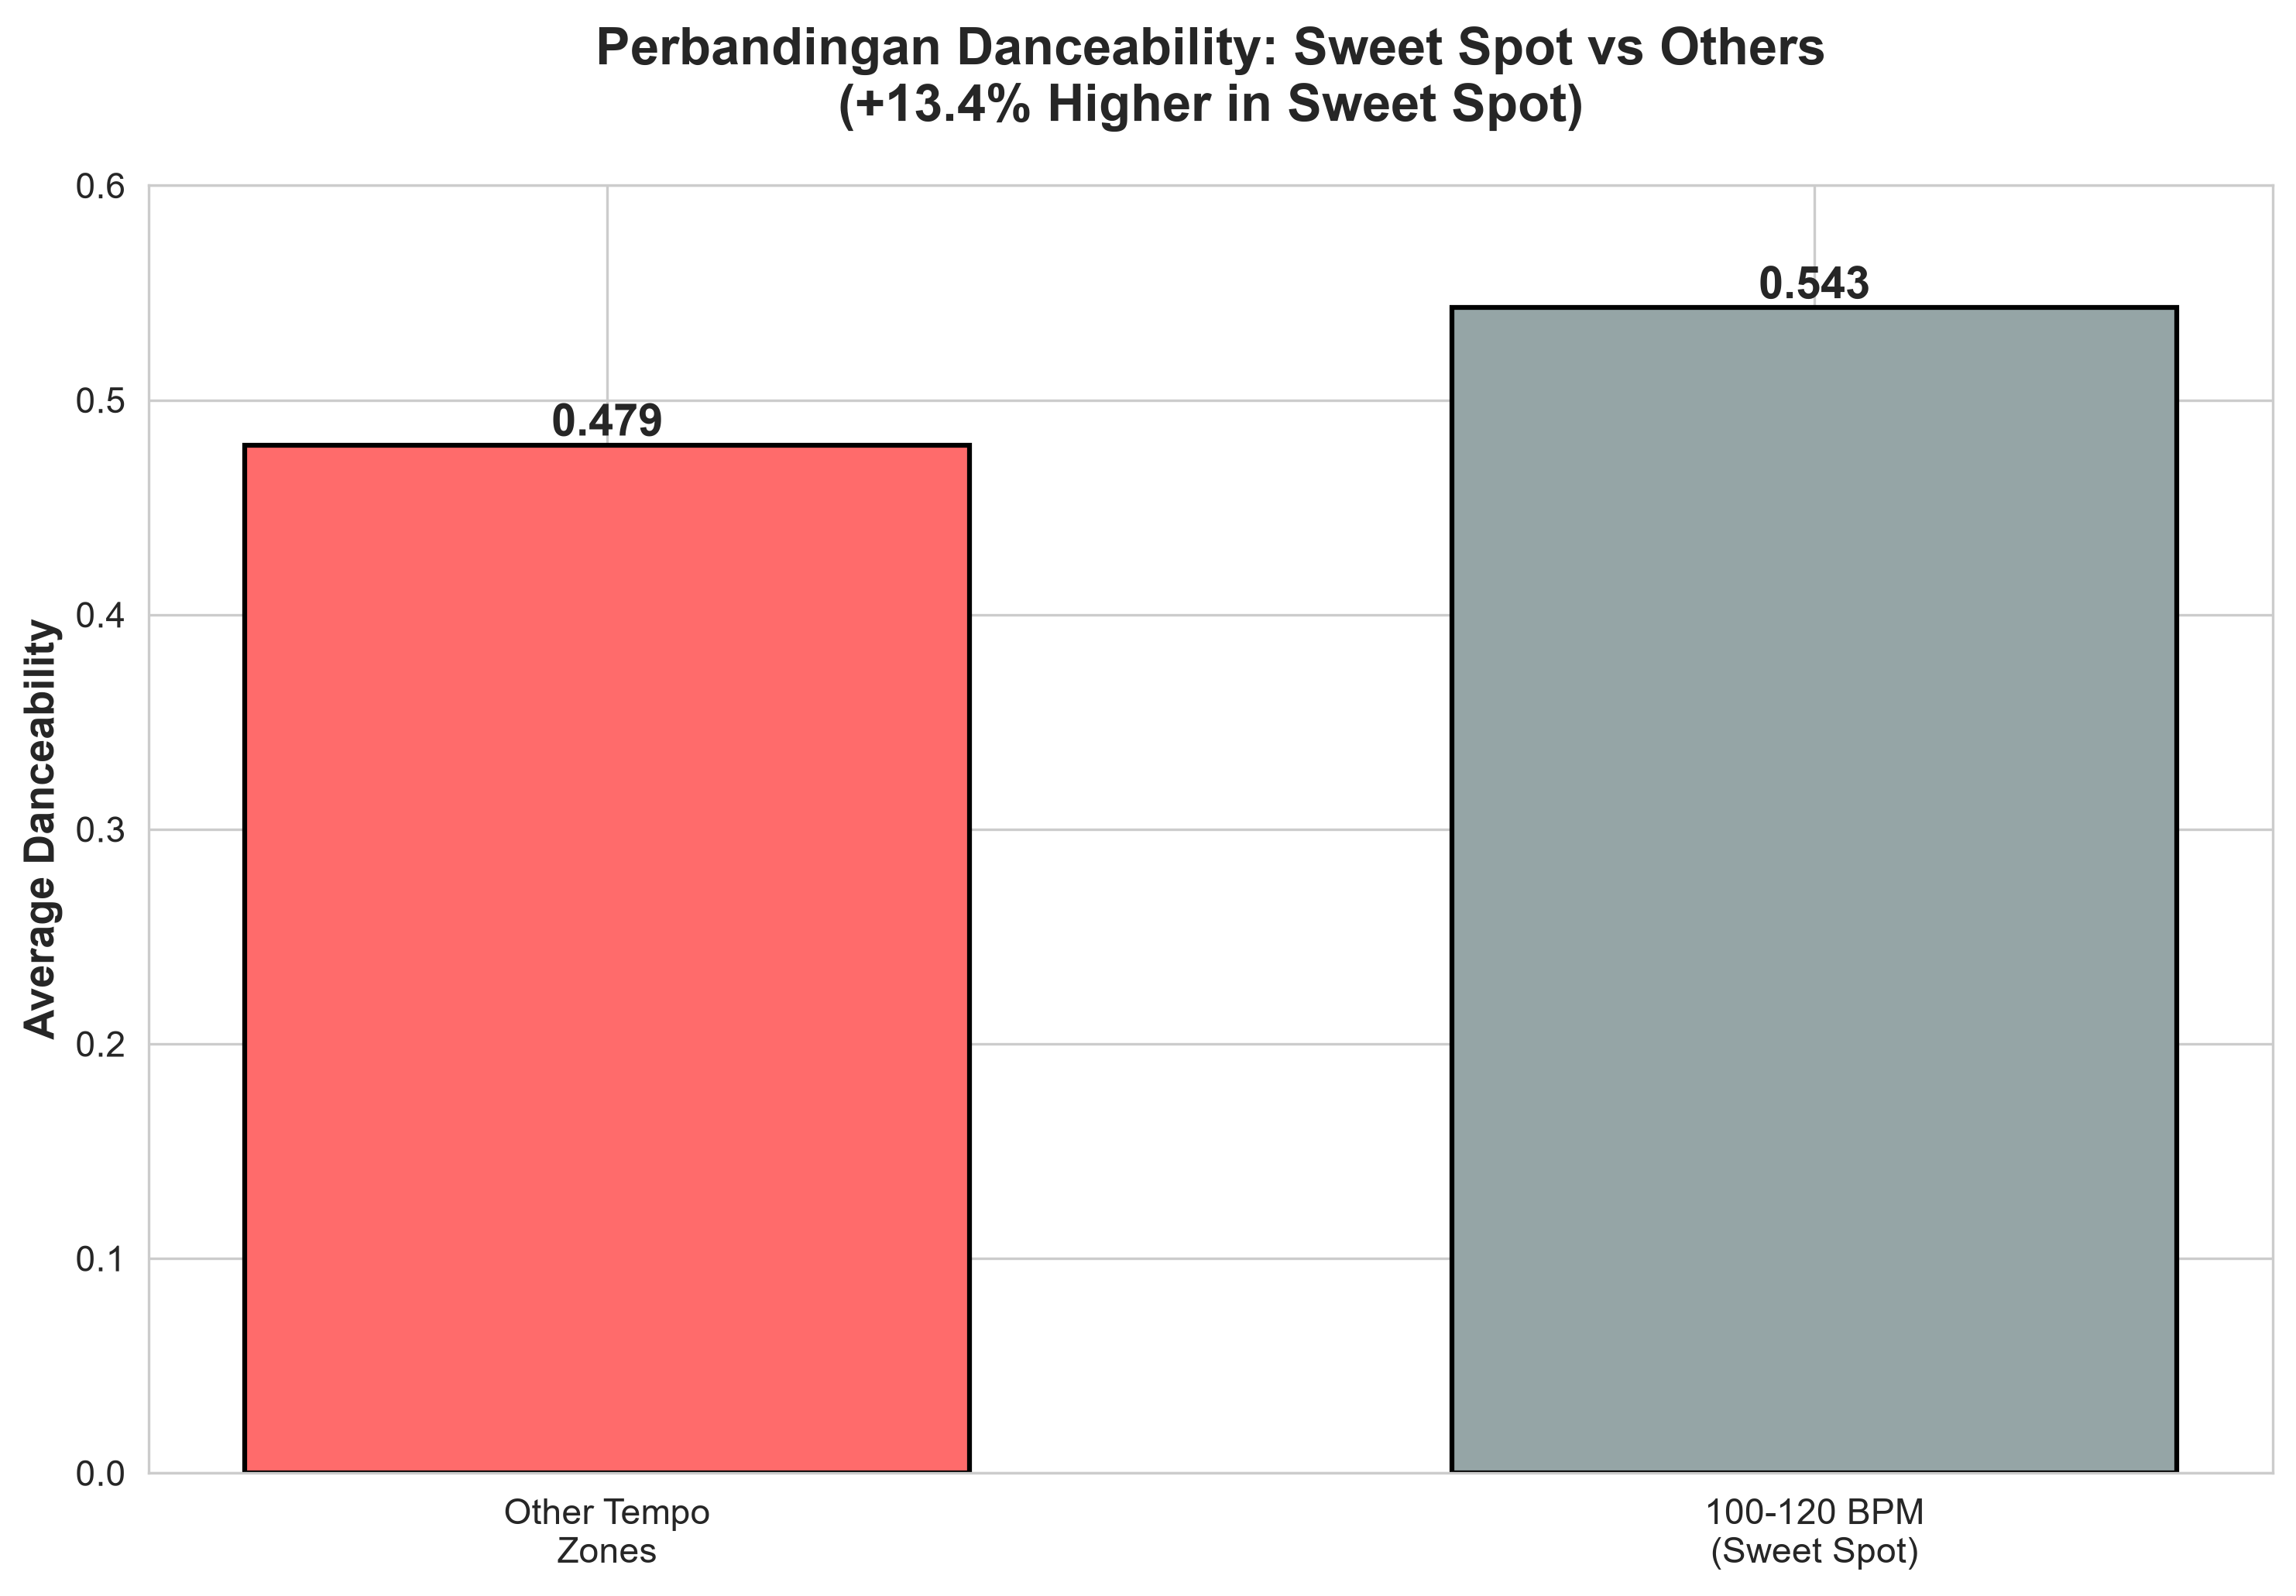 Perbandingan Danceability: Sweet Spot vs Others
(+13.4% Higher in Sweet Spot)
0.6
0.5
0.4
0.3
0.2
0.1
0.0
Average Danceability
0.479
0.543
Other Tempo
Zones
100-120 BPM
(Sweet Spot)